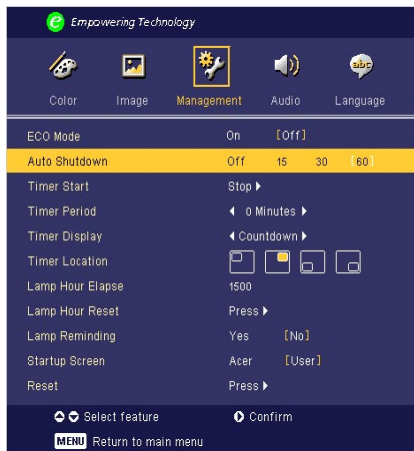 e Empowering Technology
Color Image Management Audio abc Language
ECO Mode On [Off]
Auto Shutdown Off 15 30 [60]
Timer Start Stop
Timer Period 0 Minutes
Timer Display Countdown
Timer Location
Lamp Hour Elapse 1500
Lamp Hour Reset Press
Lamp Reminding Yes [No]
Startup Screen Acer [User]
Reset Press
Select feature Confirm
MENU Return to main menu